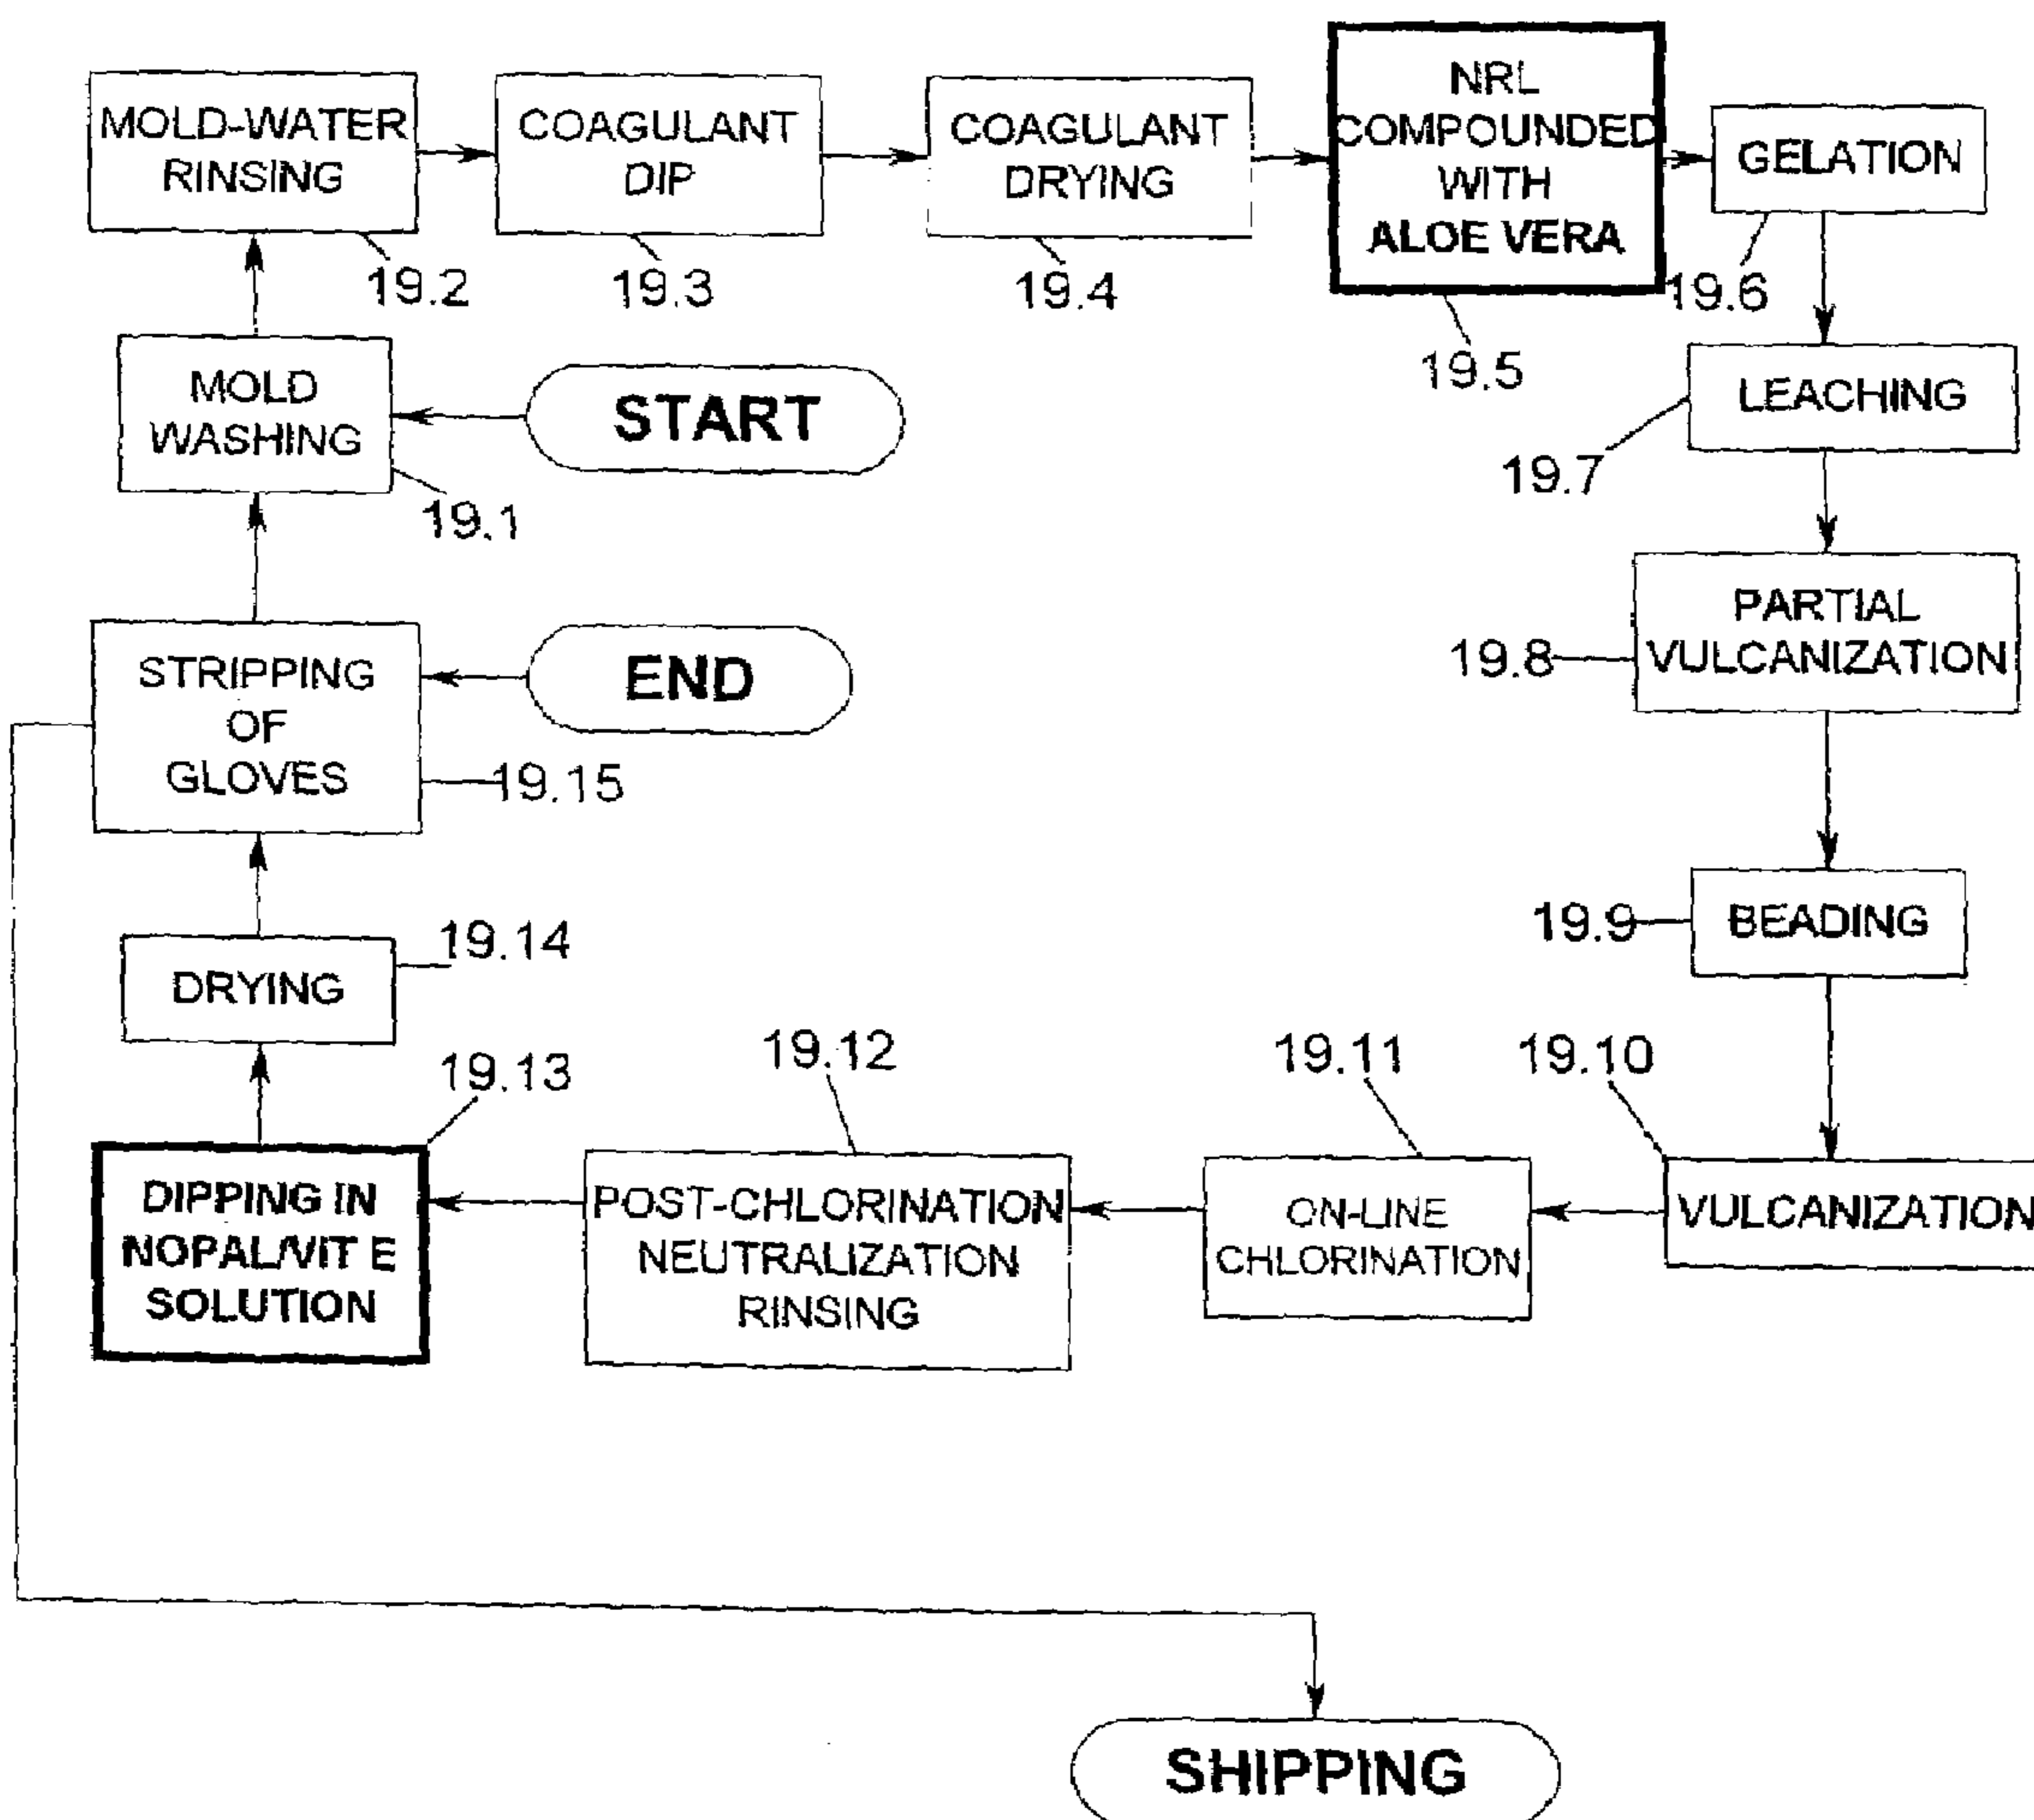 MOLD-WATER
RINSING
19.2
COAGULANT
DIP
19.3
COAGULANT
DRYING
19.4
NRL
COMPOUNDED
WITH
ALOE VERA
19.5
GELATION
19.6
MOLD
WASHING
19.1
START
LEACHING
19.7
PARTIAL
VULCANIZATION
19.8
STRIPPING
OF
GLOVES
19.15
END
BEADING
19.9
DRYING
19.14
VULCANIZATION
19.10
ON-LINE
CHLORINATION
19.11
POST-CHLORINATION
NEUTRALIZATION
RINSING
19.12
DIPPING IN
NOPAL/VIT E
SOLUTION
19.13
SHIPPING